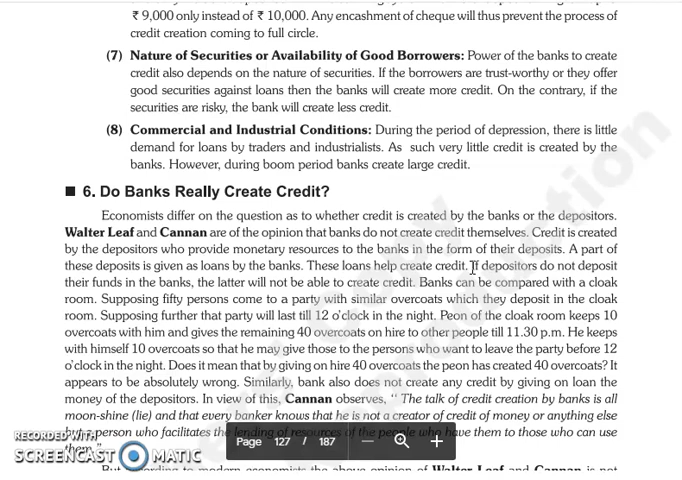 ₹ 9,000 only instead of ₹ 10,000. Any encashment of cheque will thus prevent the process of
credit creation coming to full circle.
(7) Nature of Securities or Availability of Good Borrowers: Power of the banks to create
credit also depends on the nature of securities. If the borrowers are trust-worthy or they offer
good securities against loans then the banks will create more credit. On the contrary, if the
securities are risky, the bank will create less credit.
(8) Commercial and Industrial Conditions: During the period of depression, there is little
demand for loans by traders and industrialists. As such very little credit is created by the
banks. However, during boom period banks create large credit.
6. Do Banks Really Create Credit?
Economists differ on the question as to whether credit is created by the banks or the depositors.
Walter Leaf and Cannan are of the opinion that banks do not create credit themselves. Credit is created
by the depositors who provide monetary resources to the banks in the form of their deposits. A part of
these deposits is given as loans by the banks. These loans help create credit. If depositors do not deposit
their funds in the banks, the latter will not be able to create credit. Banks can be compared with a cloak
room. Supposing fifty persons come to a party with similar overcoats which they deposit in the cloak
room. Supposing further that party will last till 12 o'clock in the night. Peon of the cloak room keeps 10
overcoats with him and gives the remaining 40 overcoats on hire to other people till 11.30 p.m. He keeps
with himself 10 overcoats so that he may give those to the persons who want to leave the party before 12
o'clock in the night. Does it mean that by giving on hire 40 overcoats the peon has created 40 overcoats? It
appears to be absolutely wrong. Similarly, bank also does not create any credit by giving on loan the
money of the depositors. In view of this, Cannan observes, " The talk of credit creation by banks is all
moon-shine (lie) and that every banker knows that he is not a creator of credit of money or anything else
but a person who facilitates the lending of resources of the people who have them to those who can use
them."
But according to modern economists the above opinion of Walter Leaf and Cannan is not
RECORDED WITH
SCREENCAST MATIC
Page 127 / 187